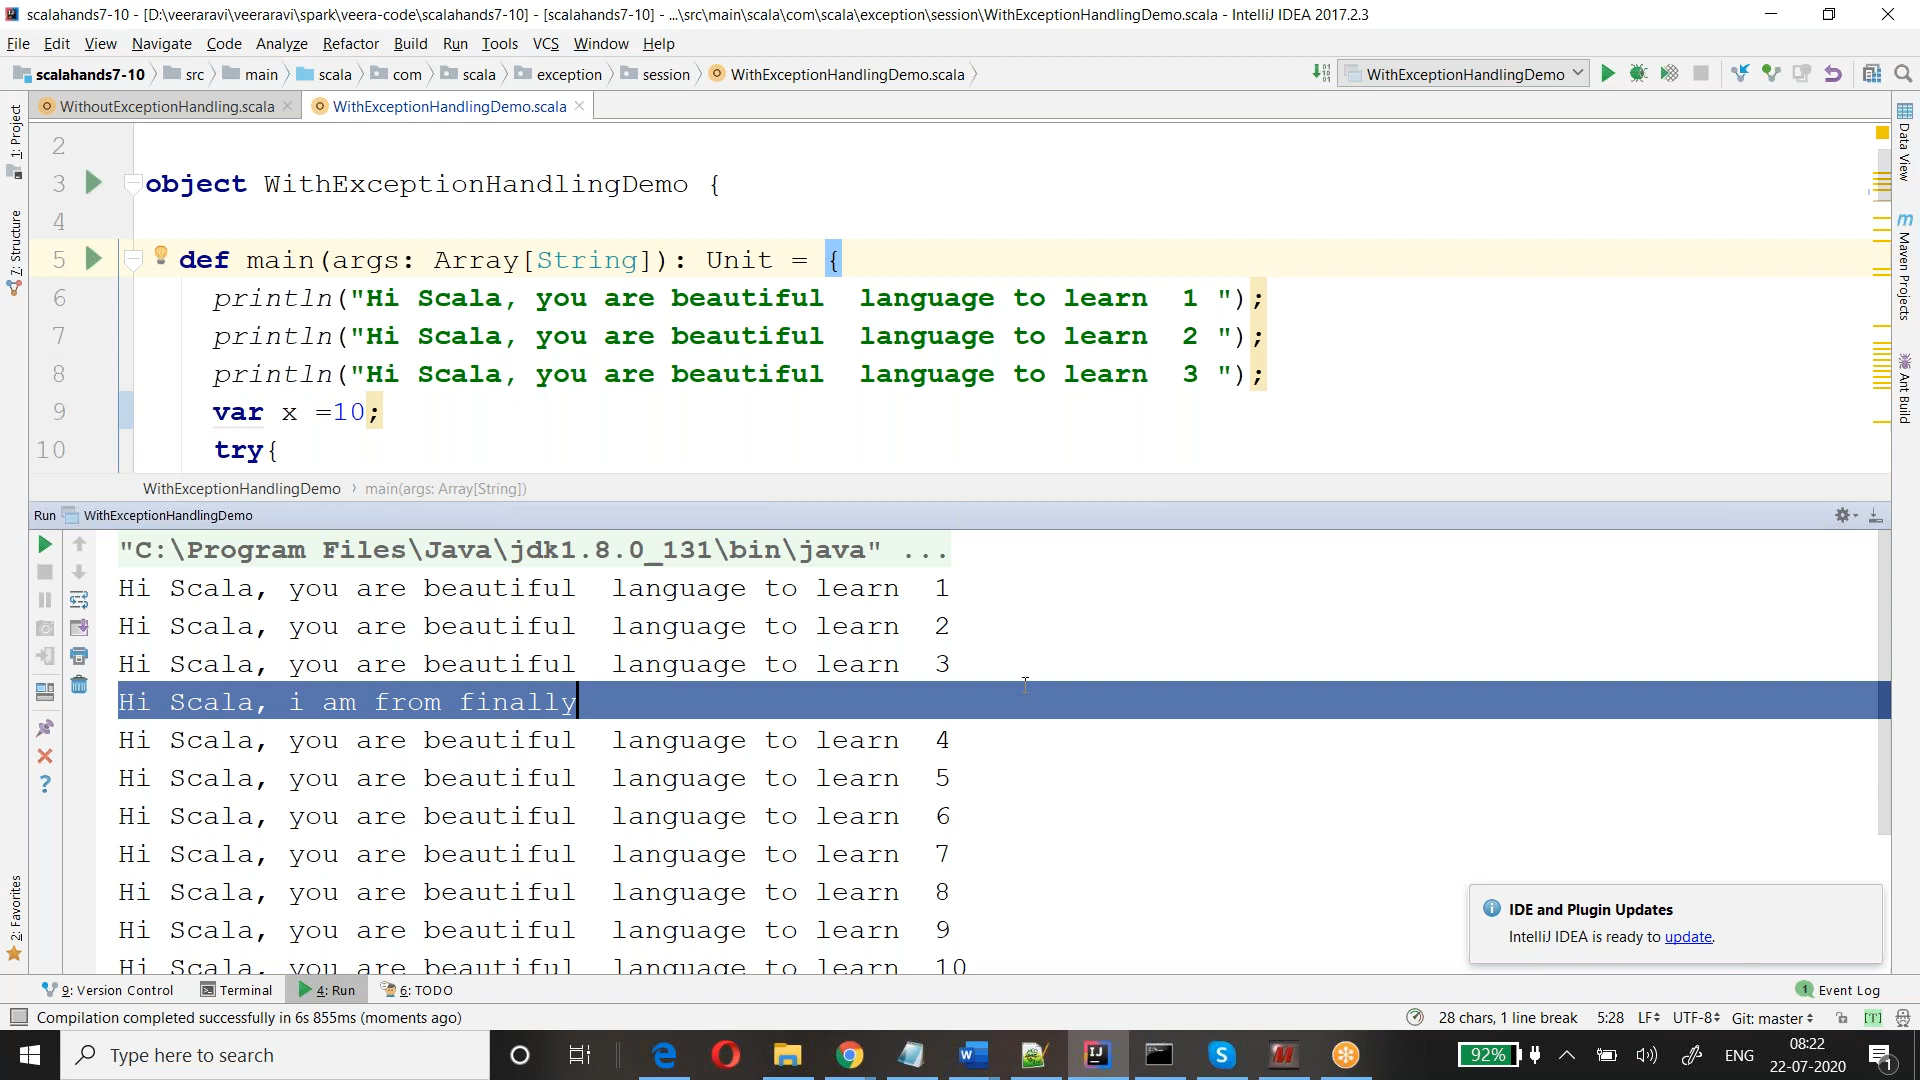 scalahands7-10 - [D:\veeraravi\veeraravi\spark\veera-code\scalahands7-10] - [scalahands7-10] - ...\src\main\scala\com\scala\exception\session\WithExceptionHandlingDemo.scala - IntelliJ IDEA 2017.2.3
File Edit View Navigate Code Analyze Refactor Build Run Tools VCS Window Help
scalahands7-10 src main scala com scala exception session WithExceptionHandlingDemo.scala WithExceptionHandlingDemo
WithoutExceptionHandling.scala WithExceptionHandlingDemo.scala
1: Project
7: Structure
2: Favorites
Data View
Maven Projects
Ant Build
2
3 object WithExceptionHandlingDemo {
4
5 def main(args: Array[String]): Unit = {
6 println("Hi Scala, you are beautiful  language to learn  1 ");
7 println("Hi Scala, you are beautiful  language to learn  2 ");
8 println("Hi Scala, you are beautiful  language to learn  3 ");
9 var x =10;
10 try{
WithExceptionHandlingDemo › main(args: Array[String])
Run WithExceptionHandlingDemo
"C:\Program Files\Java\jdk1.8.0_131\bin\java" ...
Hi Scala, you are beautiful  language to learn  1
Hi Scala, you are beautiful  language to learn  2
Hi Scala, you are beautiful  language to learn  3
Hi Scala, i am from finally
Hi Scala, you are beautiful  language to learn  4
Hi Scala, you are beautiful  language to learn  5
Hi Scala, you are beautiful  language to learn  6
Hi Scala, you are beautiful  language to learn  7
Hi Scala, you are beautiful  language to learn  8
Hi Scala, you are beautiful  language to learn  9
Hi Scala, you are beautiful  language to learn  10
IDE and Plugin Updates
IntelliJ IDEA is ready to update.
9: Version Control Terminal 4: Run 6: TODO 1 Event Log
Compilation completed successfully in 6s 855ms (moments ago) 28 chars, 1 line break 5:28 LF UTF-8 Git: master [T]
Type here to search 92% ENG 08:22
22-07-2020 1